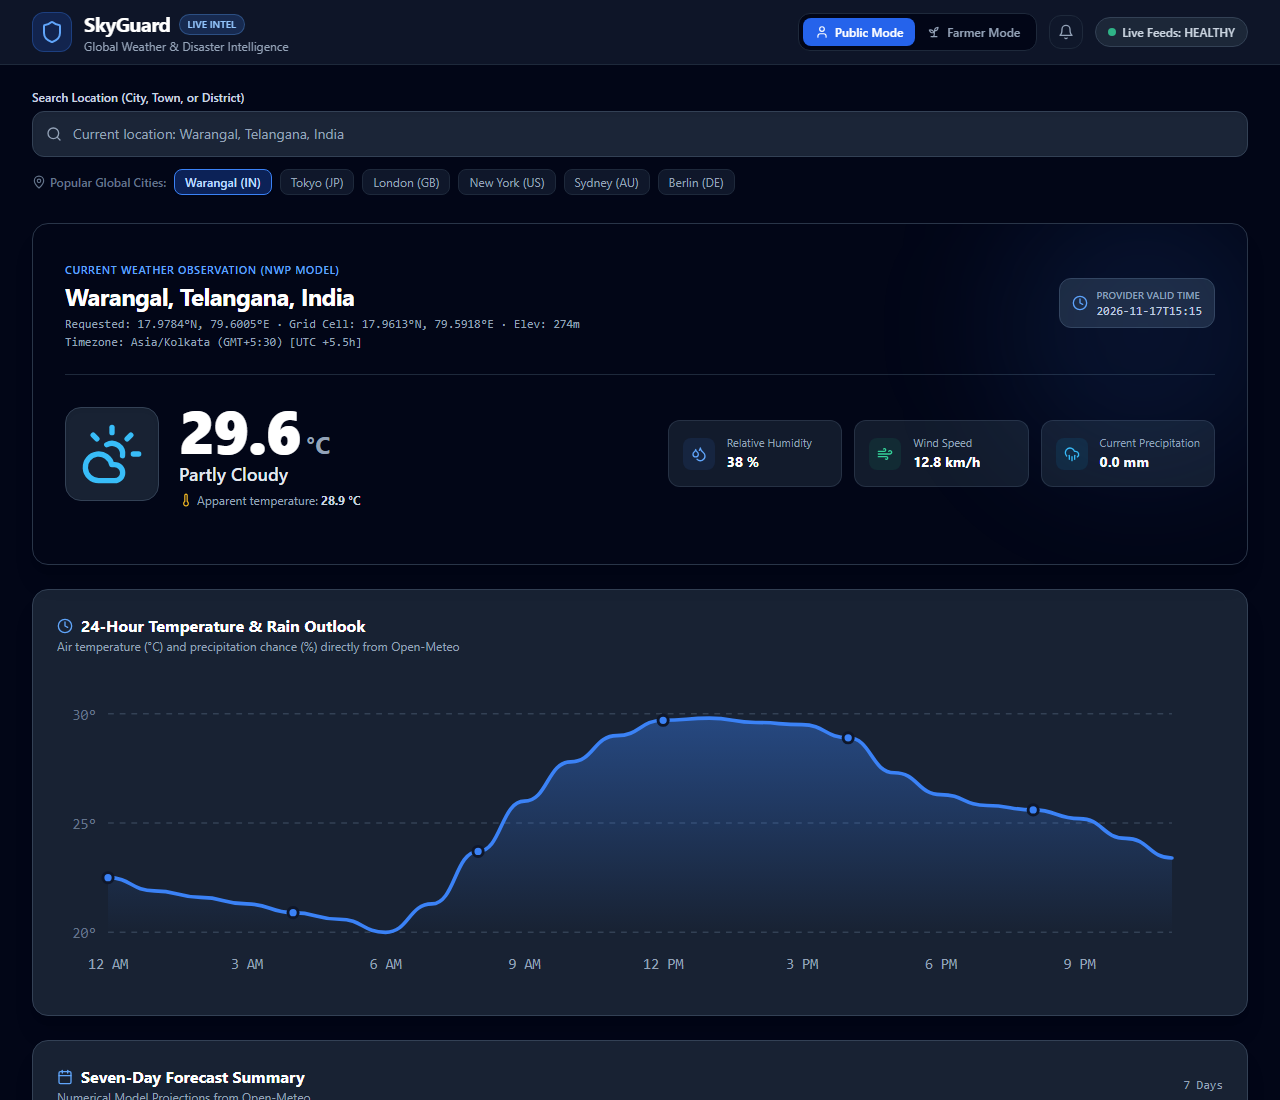 SkyGuard LIVE INTEL
Global Weather & Disaster Intelligence
Public Mode
Farmer Mode
Live Feeds: HEALTHY
Search Location (City, Town, or District)
Current location: Warangal, Telangana, India
Popular Global Cities: Warangal (IN) Tokyo (JP) London (GB) New York (US) Sydney (AU) Berlin (DE)
CURRENT WEATHER OBSERVATION (NWP MODEL)
Warangal, Telangana, India
Requested: 17.9784°N, 79.6005°E · Grid Cell: 17.9613°N, 79.5918°E · Elev: 274m
Timezone: Asia/Kolkata (GMT+5:30) [UTC +5.5h]
PROVIDER VALID TIME
2026-11-17T15:15
29.6 °C
Partly Cloudy
Apparent temperature: 28.9 °C
Relative Humidity
38 %
Wind Speed
12.8 km/h
Current Precipitation
0.0 mm
24-Hour Temperature & Rain Outlook
Air temperature (°C) and precipitation chance (%) directly from Open-Meteo
30°
25°
20°
12 AM 3 AM 6 AM 9 AM 12 PM 3 PM 6 PM 9 PM
Seven-Day Forecast Summary
Numerical Model Projections from Open-Meteo
7 Days